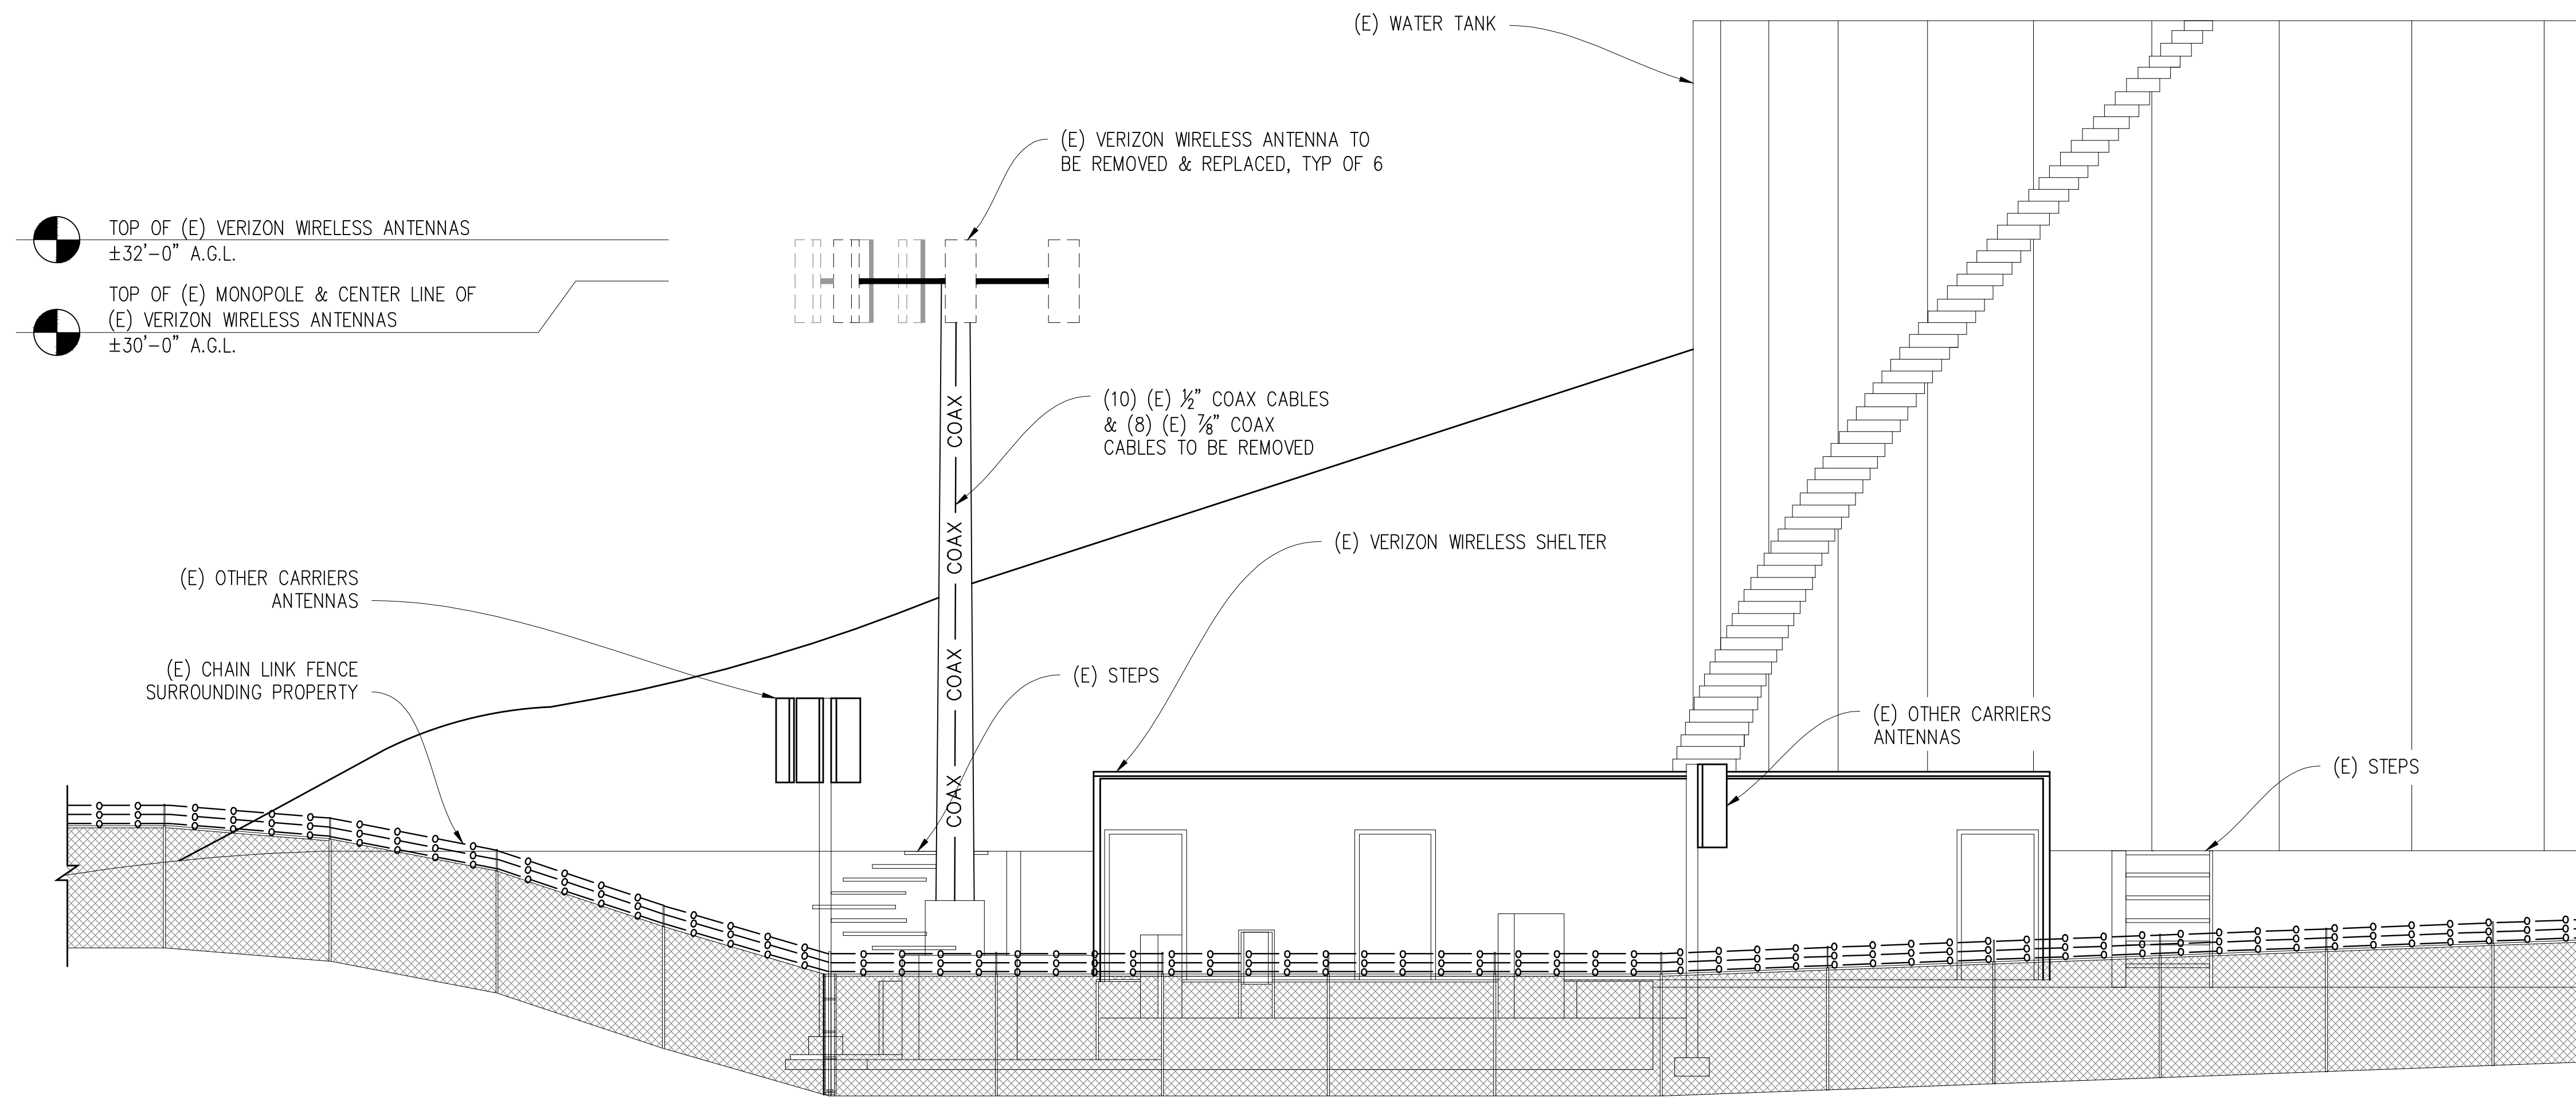 (E) WATER TANK
(E) VERIZON WIRELESS ANTENNA TO
BE REMOVED & REPLACED, TYP OF 6
TOP OF (E) VERIZON WIRELESS ANTENNAS
±32'-0" A.G.L.
TOP OF (E) MONOPOLE & CENTER LINE OF
(E) VERIZON WIRELESS ANTENNAS
±30'-0" A.G.L.
(10) (E) ½" COAX CABLES
& (8) (E) ⅞" COAX
CABLES TO BE REMOVED
COAX
COAX
COAX
COAX
(E) VERIZON WIRELESS SHELTER
(E) OTHER CARRIERS
ANTENNAS
(E) CHAIN LINK FENCE
SURROUNDING PROPERTY
(E) STEPS
(E) OTHER CARRIERS
ANTENNAS
(E) STEPS